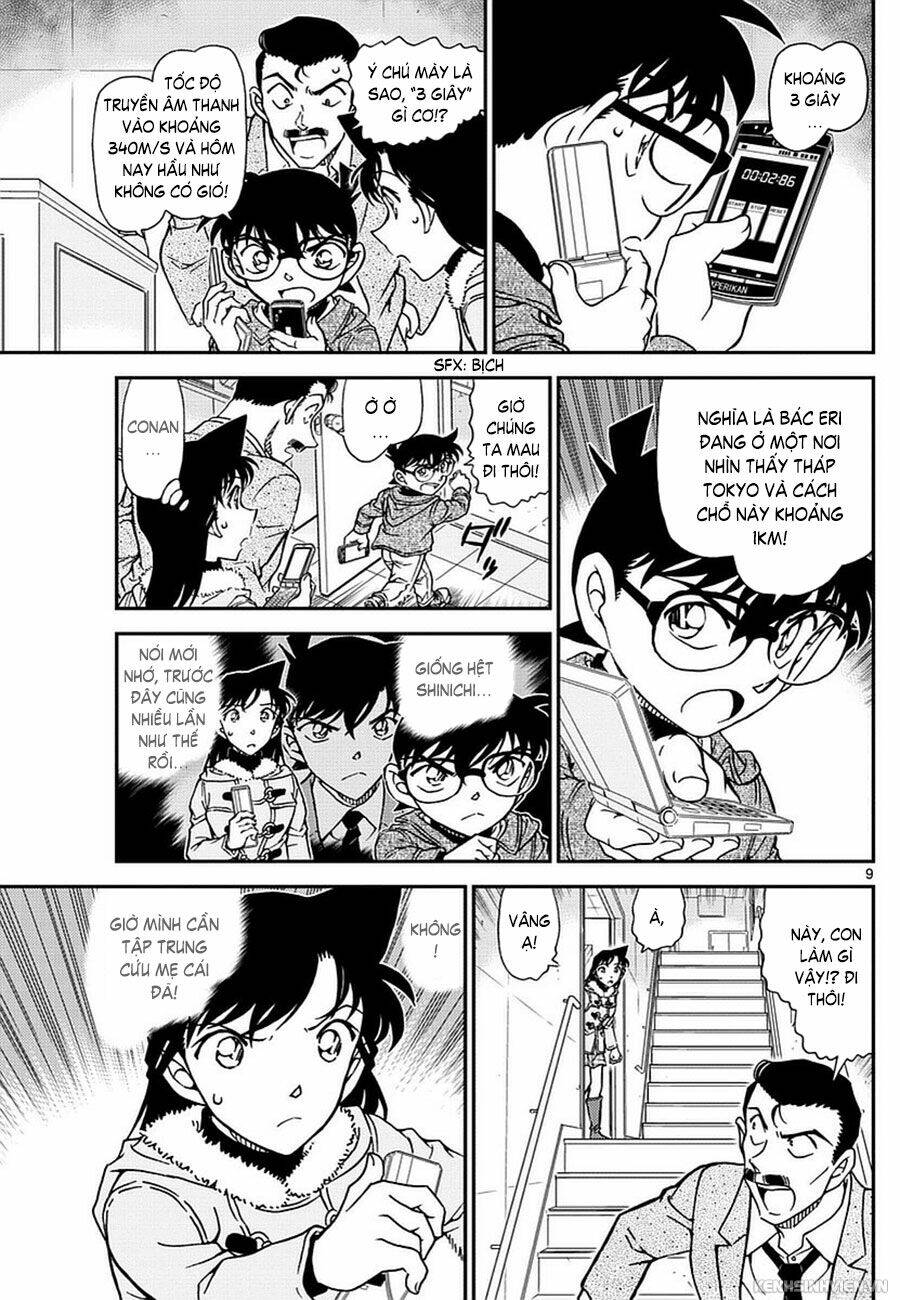 KHOẢNG
3 GIÂY
...
00:02:86
START STOP RESET
XPERIKAN
Ý CHÚ MÀY LÀ
SAO, "3 GIÂY"
GÌ CƠ!?
TỐC ĐỘ
TRUYỀN ÂM THANH
VÀO KHOẢNG
340M/S VÀ HÔM
NAY HẦU NHƯ
KHÔNG CÓ GIÓ!
SFX: BỊCH
NGHĨA LÀ BÁC ERI
ĐANG Ở MỘT NƠI
NHÌN THẤY THÁP
TOKYO VÀ CÁCH
CHỖ NÀY KHOẢNG
1KM!
GIỜ
CHÚNG
TA MAU
ĐI THÔI!
Ờ Ờ
...
CONAN
...
GIỐNG HỆT
SHINICHI...
NÓI MỚI
NHỚ, TRƯỚC
ĐÂY CŨNG
NHIỀU LẦN
NHƯ THẾ
RỒI...
9
NÀY, CON
LÀM GÌ
VẬY!? ĐI
THÔI!
À,
VÂNG
Ạ!
KHÔNG
!
GIỜ MÌNH CẦN
TẬP TRUNG
CỨU MẸ CÁI
ĐÃ!
KENHSINHVIEN.VN